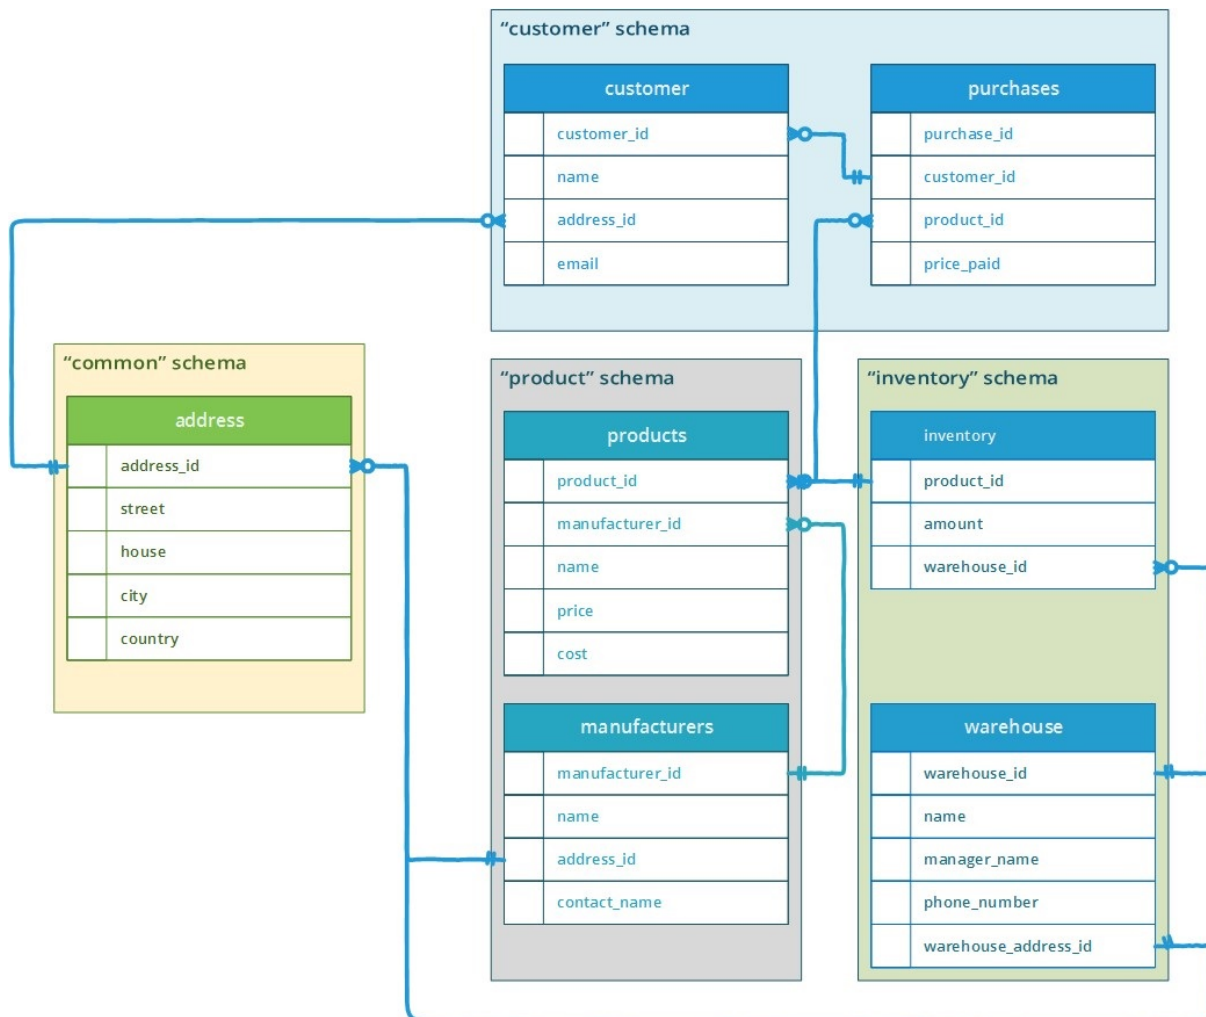 “customer” schema
customer
customer_id
name
address_id
email
purchases
purchase_id
customer_id
product_id
price_paid
“common” schema
address
address_id
street
house
city
country
“product” schema
products
product_id
manufacturer_id
name
price
cost
manufacturers
manufacturer_id
name
address_id
contact_name
“inventory” schema
inventory
product_id
amount
warehouse_id
warehouse
warehouse_id
name
manager_name
phone_number
warehouse_address_id